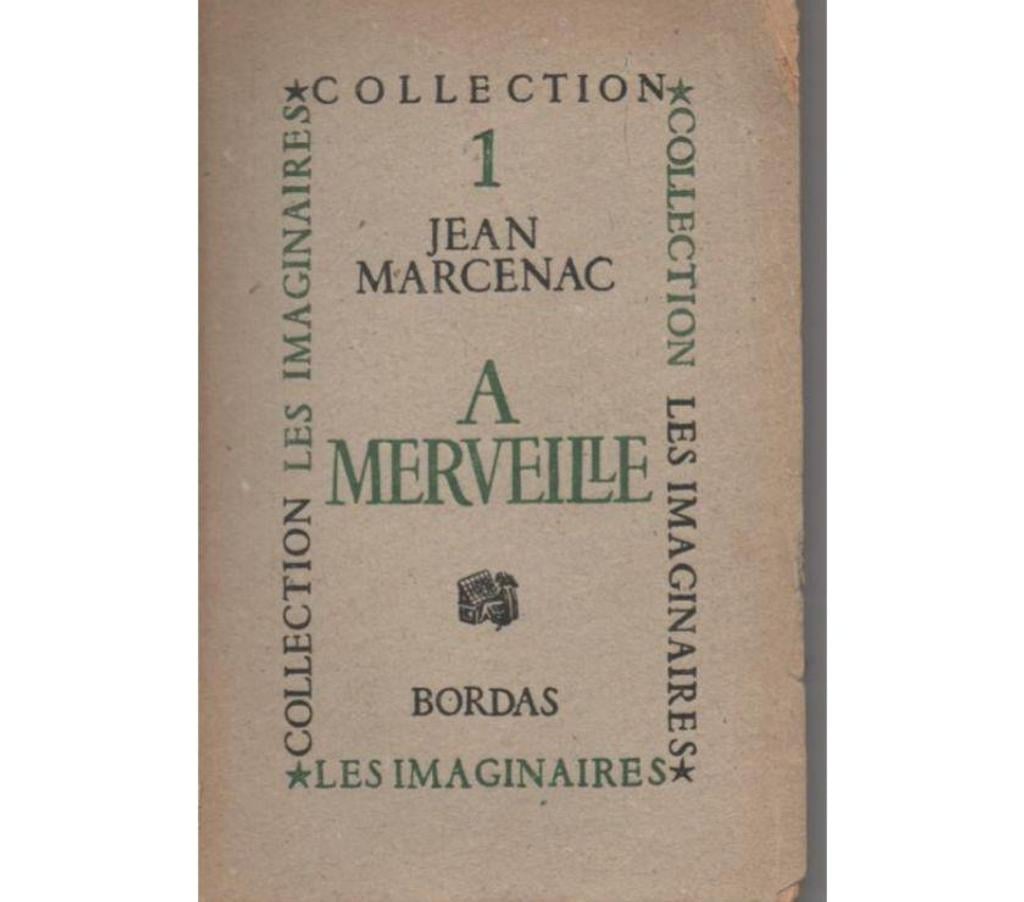 ★COLLECTION★
1
JEAN
MARCENAC
A
MERVEILLE
BORDAS
★LES IMAGINAIRES★
COLLECTION LES IMAGINAIRES
COLLECTION LES IMAGINAIRES